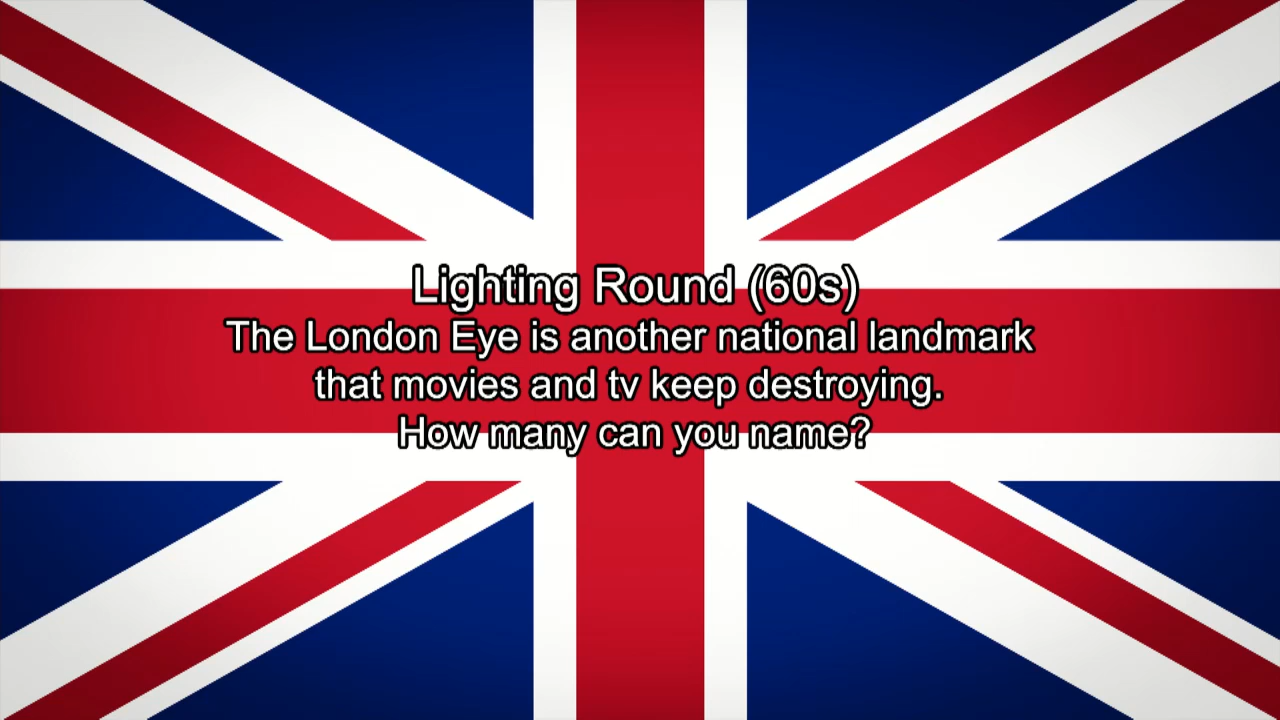 Lighting Round (60s)
The London Eye is another national landmark
that movies and tv keep destroying.
How many can you name?